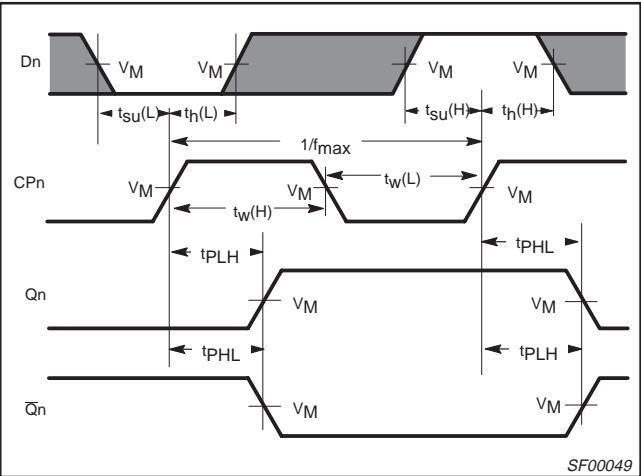 Dn
VM VM VM VM
tsu(L) th(L) tsu(H) th(H)
1/fmax
CPn
VM VM tw(L) VM
tw(H)
tPLH tPHL
Qn
VM VM
tPHL tPLH
Q̅n
VM VM
SF00049